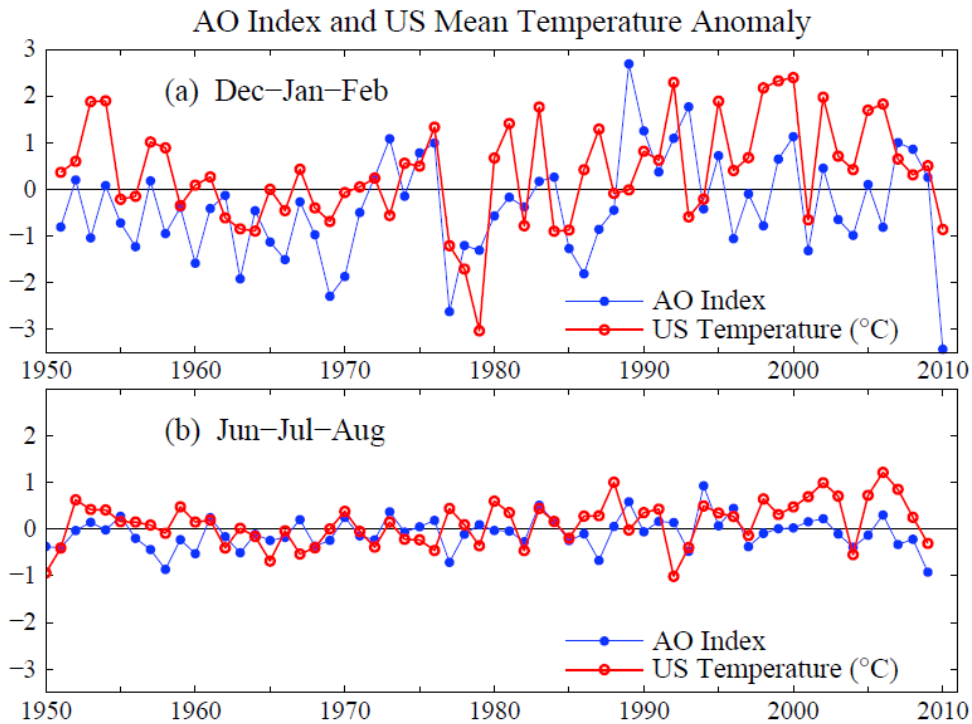 AO Index and US Mean Temperature Anomaly
3
2
1
0
−1
−2
−3
(a) Dec−Jan−Feb
AO Index
US Temperature (°C)
1950 1960 1970 1980 1990 2000 2010
2
1
0
−1
−2
−3
(b) Jun−Jul−Aug
AO Index
US Temperature (°C)
1950 1960 1970 1980 1990 2000 2010